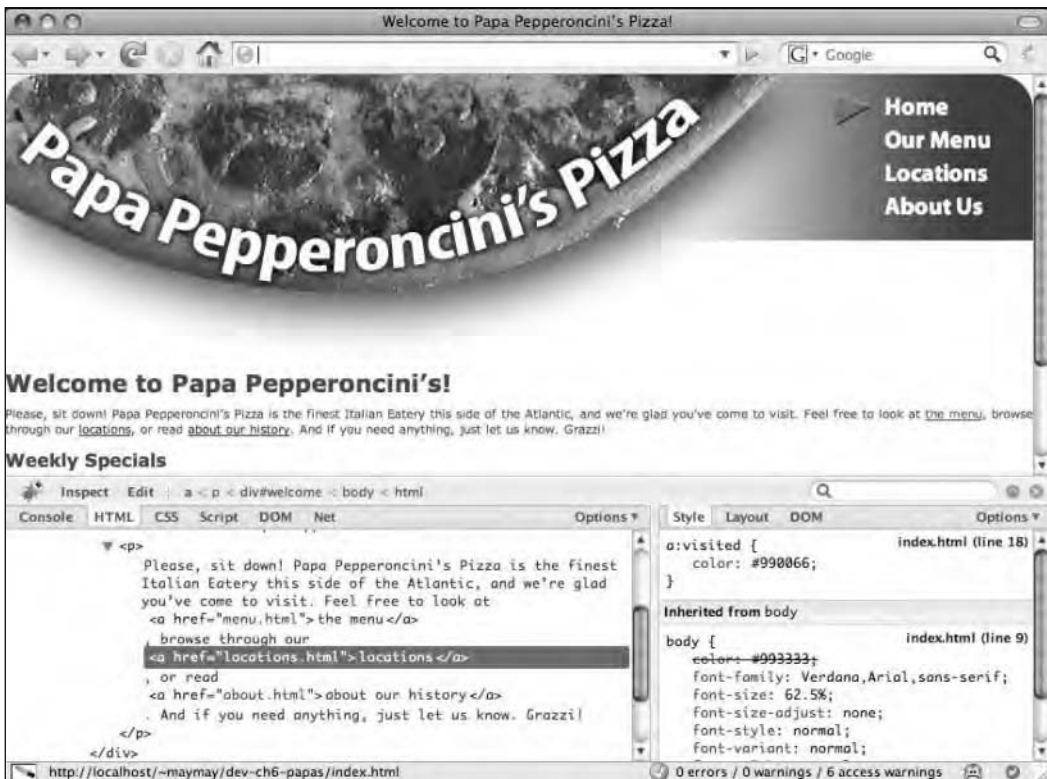 Welcome to Papa Pepperoncini's Pizza!
G Google
Papa Pepperoncini's Pizza
Home
Our Menu
Locations
About Us
Welcome to Papa Pepperoncini's!
Please, sit down! Papa Pepperoncini's Pizza is the finest Italian Eatery this side of the Atlantic, and we're glad you've come to visit. Feel free to look at the menu, browse
through our locations, or read about our history. And if you need anything, just let us know. Grazzi!
Weekly Specials
Inspect Edit a < p < div#welcome < body < html
Console HTML CSS Script DOM Net Options
Style Layout DOM Options
<p>
Please, sit down! Papa Pepperoncini's Pizza is the finest
Italian Eatery this side of the Atlantic, and we're glad
you've come to visit. Feel free to look at
<a href="menu.html">the menu</a>
, browse through our
<a href="locations.html">locations</a>
, or read
<a href="about.html">about our history</a>
. And if you need anything, just let us know. Grazzi!
</p>
</div>
a:visited { index.html (line 18)
color: #990066;
}
Inherited from body
body { index.html (line 9)
color: #993333;
font-family: Verdana,Arial,sans-serif;
font-size: 62.5%;
font-size-adjust: none;
font-style: normal;
font-variant: normal;
http://localhost/~maymay/dev-ch6-papas/index.html
0 errors / 0 warnings / 6 access warnings